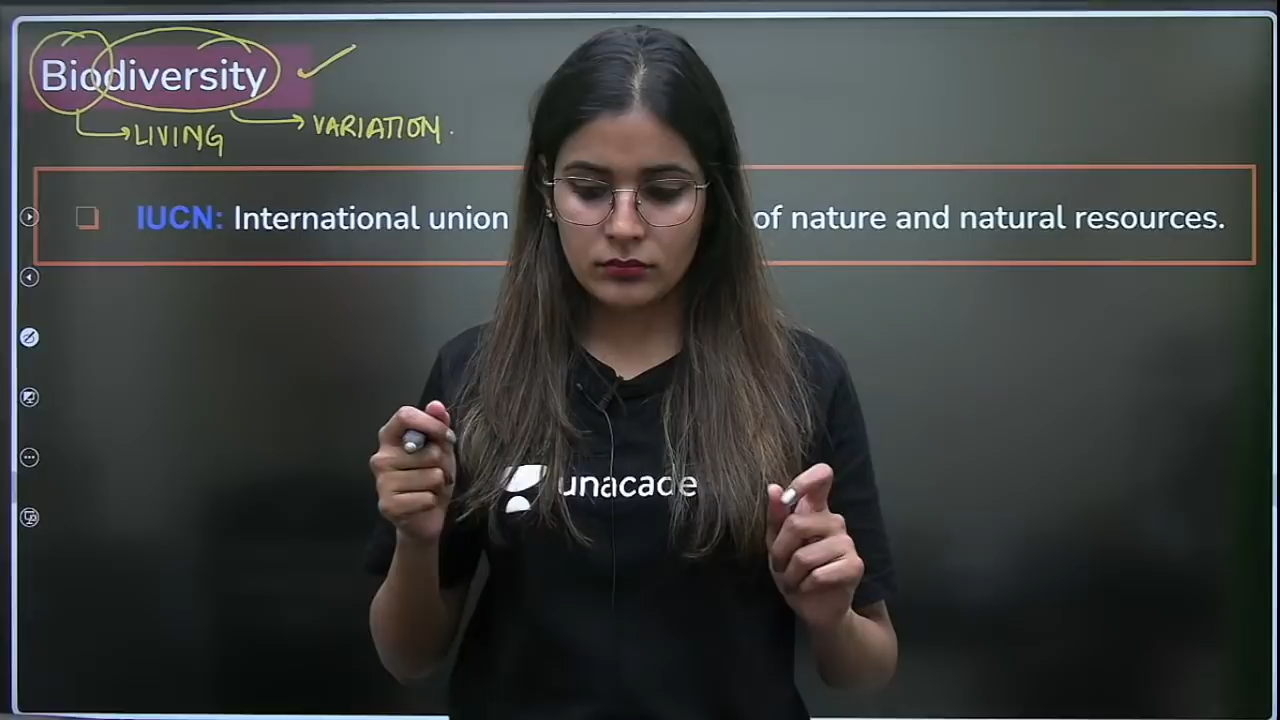 Biodiversity
LIVING
VARIATION.
IUCN: International union of nature and natural resources.
unacade